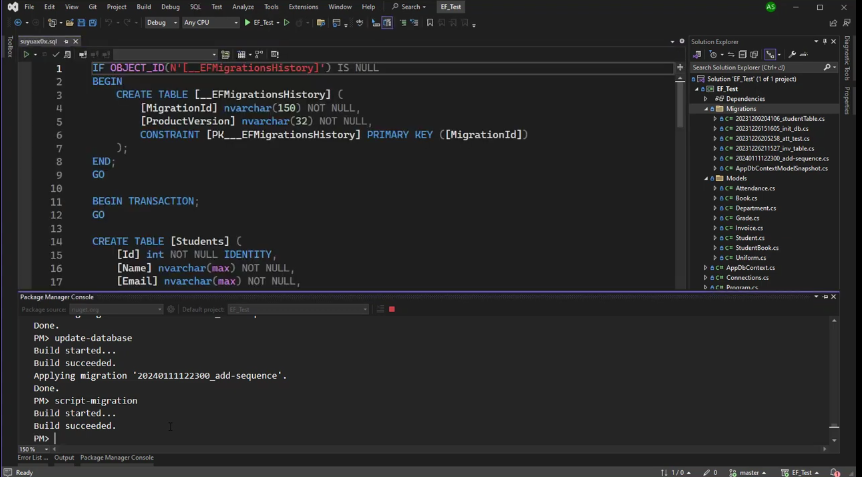 File Edit View Git Project Build Debug SQL Test Analyze Tools Extensions Window Help Search EF_Test AS
Debug Any CPU EF_Test
suyuax0x.sql
Solution Explorer
Search Solution Explorer (Ctrl+ç)
Toolbox
Diagnostic Tools
Properties
1 IF OBJECT_ID(N'[__EFMigrationsHistory]') IS NULL
2 BEGIN
3 CREATE TABLE [__EFMigrationsHistory] (
4 [MigrationId] nvarchar(150) NOT NULL,
5 [ProductVersion] nvarchar(32) NOT NULL,
6 CONSTRAINT [PK___EFMigrationsHistory] PRIMARY KEY ([MigrationId])
7 );
8 END;
9 GO
10
11 BEGIN TRANSACTION;
12 GO
13
14 CREATE TABLE [Students] (
15 [Id] int NOT NULL IDENTITY,
16 [Name] nvarchar(max) NOT NULL,
17 [Email] nvarchar(max) NOT NULL,
Solution 'EF_Test' (1 of 1 project)
EF_Test
Dependencies
Migrations
20231209204106_studentTable.cs
20231226151605_init_db.cs
20231226205258_att_test.cs
20231226211527_inv_table.cs
20240111122300_add-sequence.cs
AppDbContextModelSnapshot.cs
Models
Attendance.cs
Book.cs
Department.cs
Grade.cs
Invoice.cs
Student.cs
StudentBook.cs
Uniform.cs
AppDbContext.cs
Connections.cs
Program.cs
Package Manager Console
Package source: nuget.org Default project: EF_Test
Done.
PM> update-database
Build started...
Build succeeded.
Applying migration '20240111122300_add-sequence'.
Done.
PM> script-migration
Build started...
Build succeeded.
PM>
150 %
Error List ... Output Package Manager Console
Ready 1 / 0 0 master EF_Test